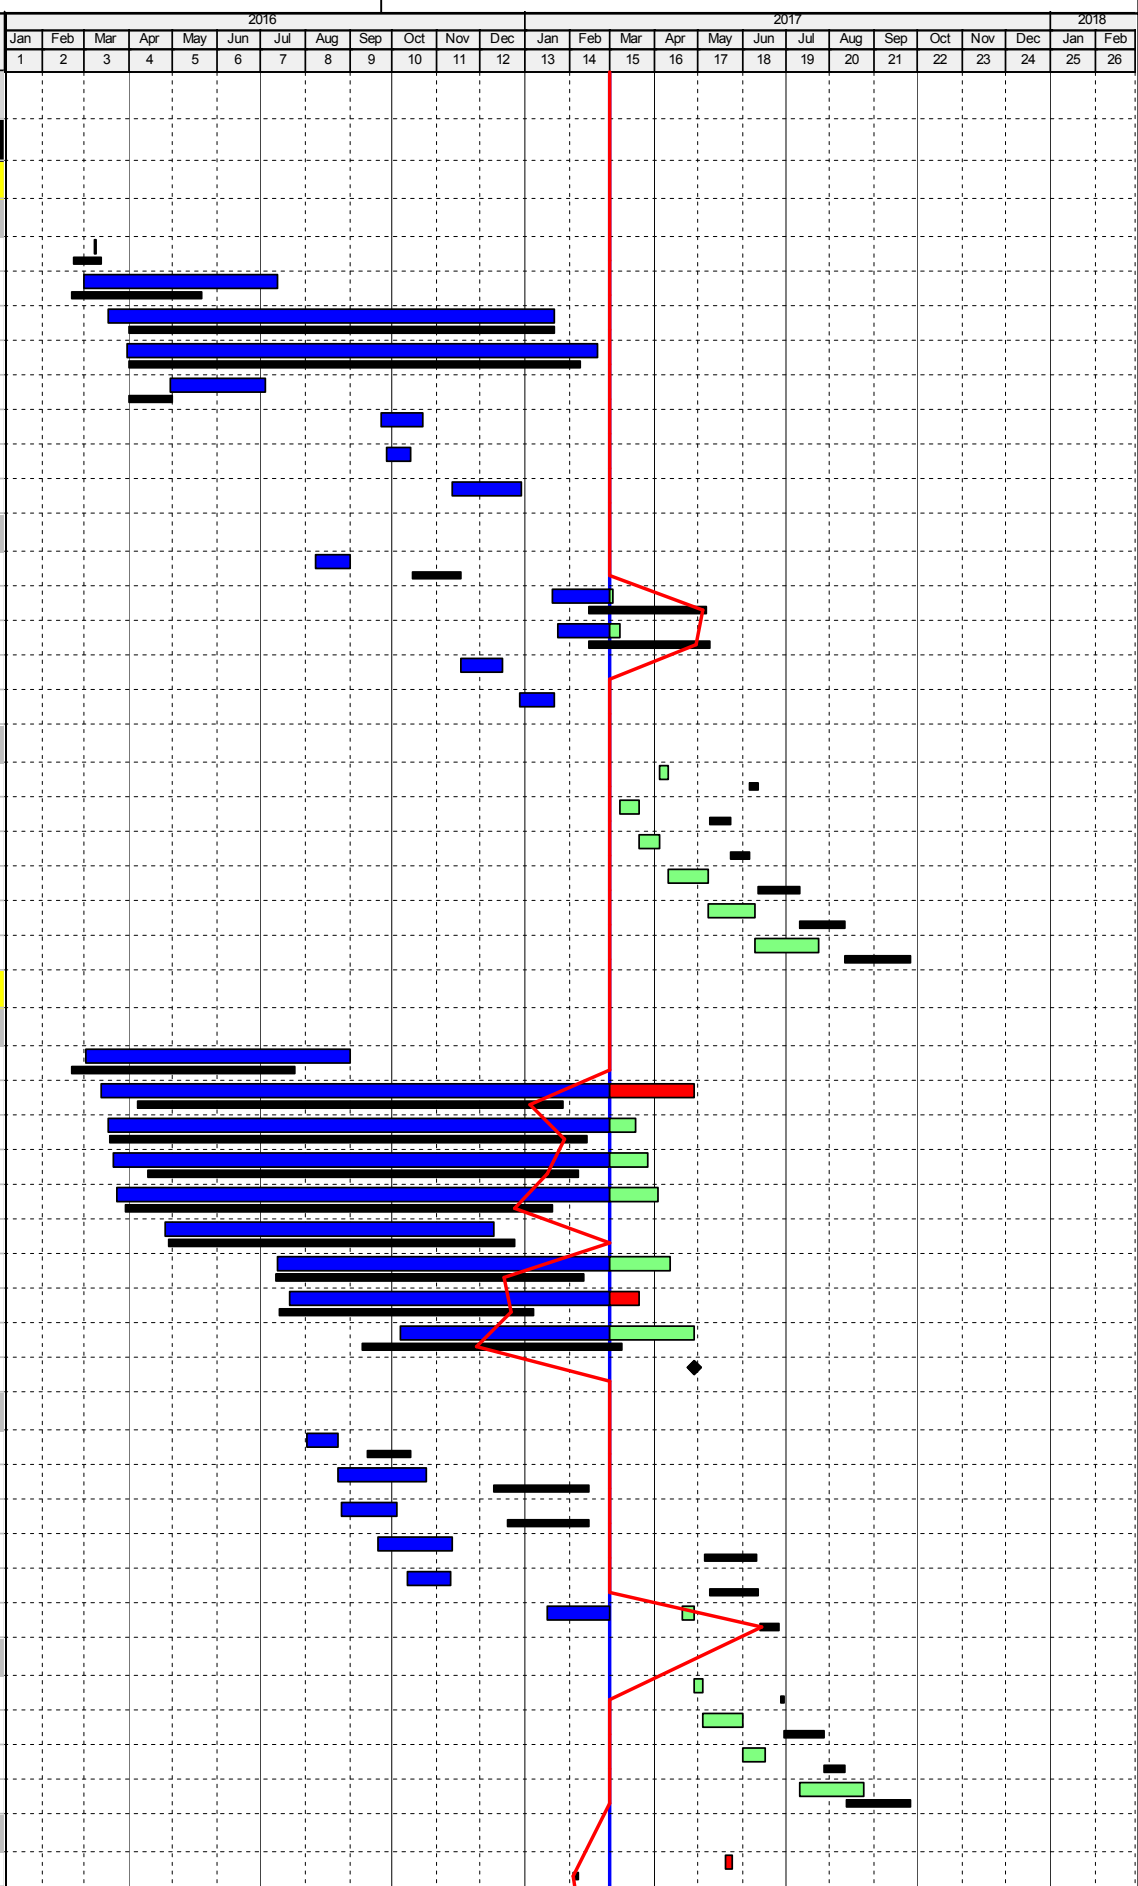 2016 2017 2018
Jan Feb Mar Apr May Jun Jul Aug Sep Oct Nov Dec Jan Feb Mar Apr May Jun Jul Aug Sep Oct Nov Dec Jan Feb
1 2 3 4 5 6 7 8 9 10 11 12 13 14 15 16 17 18 19 20 21 22 23 24 25 26